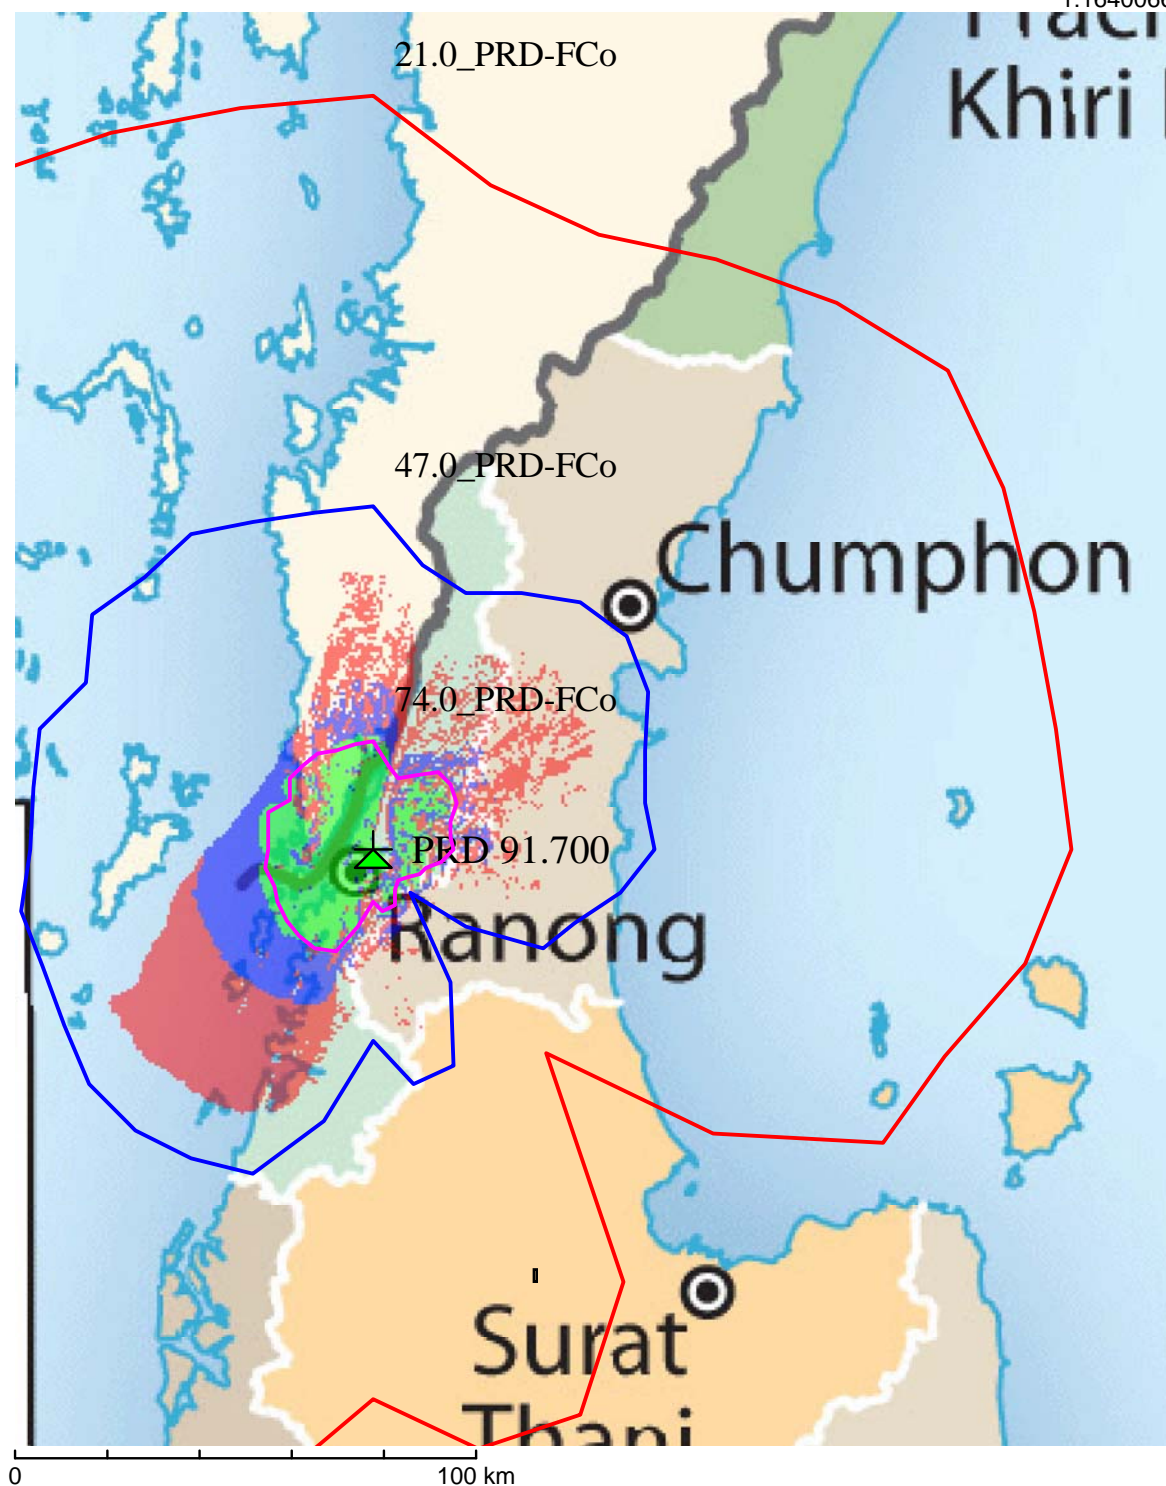 21.0_PRD-FCo
Khiri
47.0_PRD-FCo
Chumphon
74.0_PRD-FCo
PRD 91.700
Ranong
Surat
Thani
0
100 km